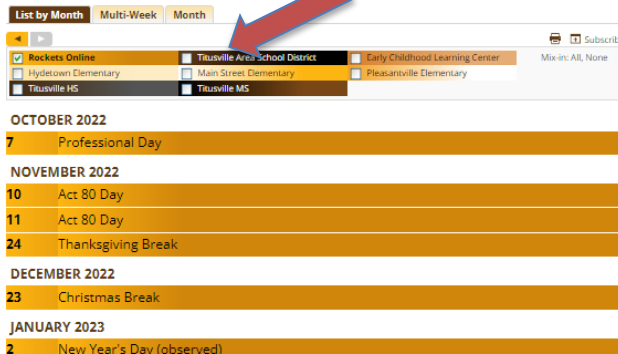 List by Month Multi-Week Month
Subscrib
Rockets Online Titusville Area School District Early Childhood Learning Center Mix-in: All, None
Hydetown Elementary Main Street Elementary Pleasantville Elementary
Titusville HS Titusville MS
OCTOBER 2022
7 Professional Day
NOVEMBER 2022
10 Act 80 Day
11 Act 80 Day
24 Thanksgiving Break
DECEMBER 2022
23 Christmas Break
JANUARY 2023
2 New Year's Day (observed)